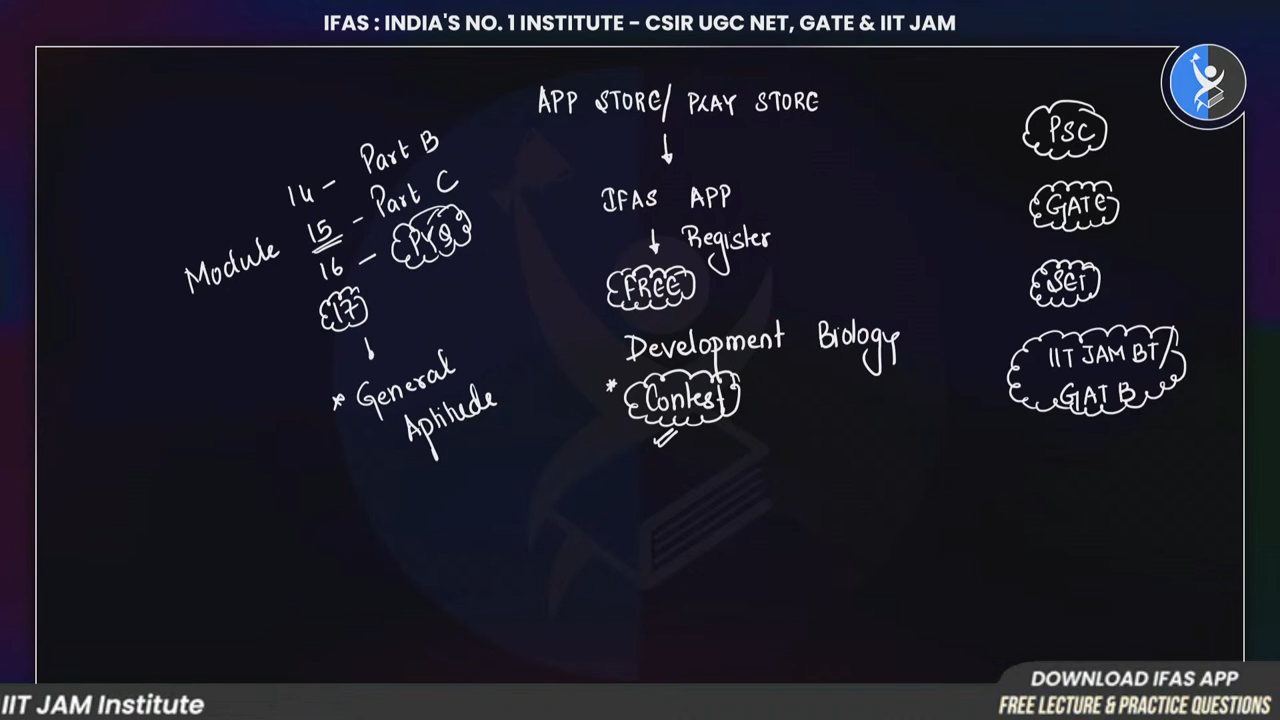 IFAS : INDIA'S NO. 1 INSTITUTE - CSIR UGC NET, GATE & IIT JAM
14 - Part B
Module 15 - Part C
16 - PYQ
17
* General
Aptitude
APP STORE/ PLAY STORE
IFAS APP
Register
FREE
Development Biology
* Contest
PSC
GATE
SET
IIT JAM BT/
GAT B
IIT JAM Institute
DOWNLOAD IFAS APP
FREE LECTURE & PRACTICE QUESTIONS